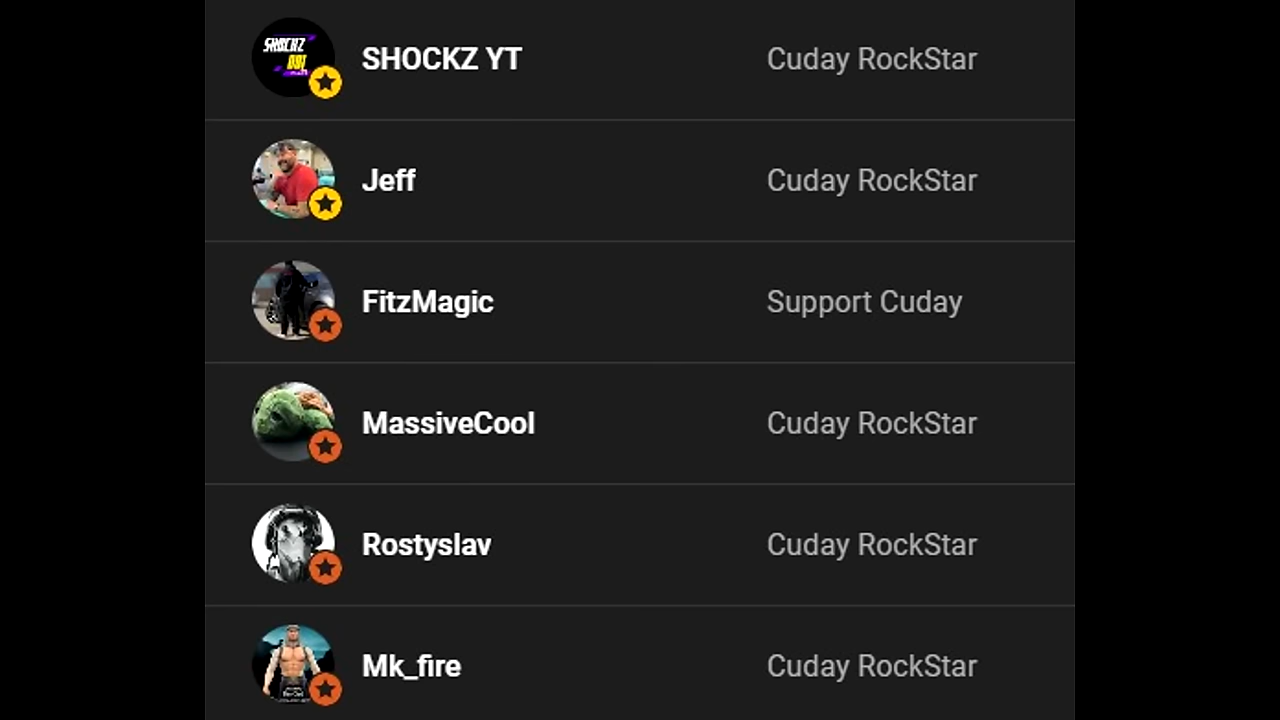 SHOCKZ YT Cuday RockStar
Jeff Cuday RockStar
FitzMagic Support Cuday
MassiveCool Cuday RockStar
Rostyslav Cuday RockStar
Mk_fire Cuday RockStar